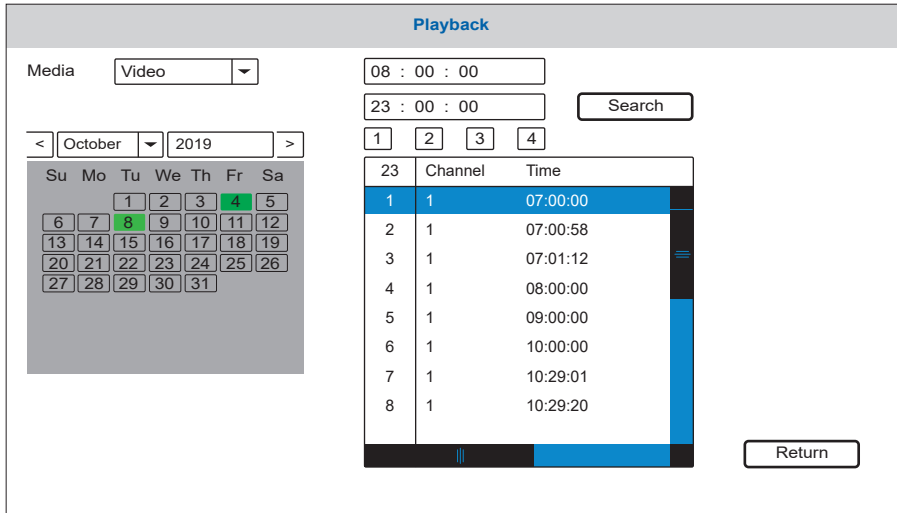 Playback
Media Video
08 : 00 : 00
23 : 00 : 00 Search
1 2 3 4
< October 2019 >
Su Mo Tu We Th Fr Sa
1 2 3 4 5
6 7 8 9 10 11 12
13 14 15 16 17 18 19
20 21 22 23 24 25 26
27 28 29 30 31
23 Channel Time
1 1 07:00:00
2 1 07:00:58
3 1 07:01:12
4 1 08:00:00
5 1 09:00:00
6 1 10:00:00
7 1 10:29:01
8 1 10:29:20
Return